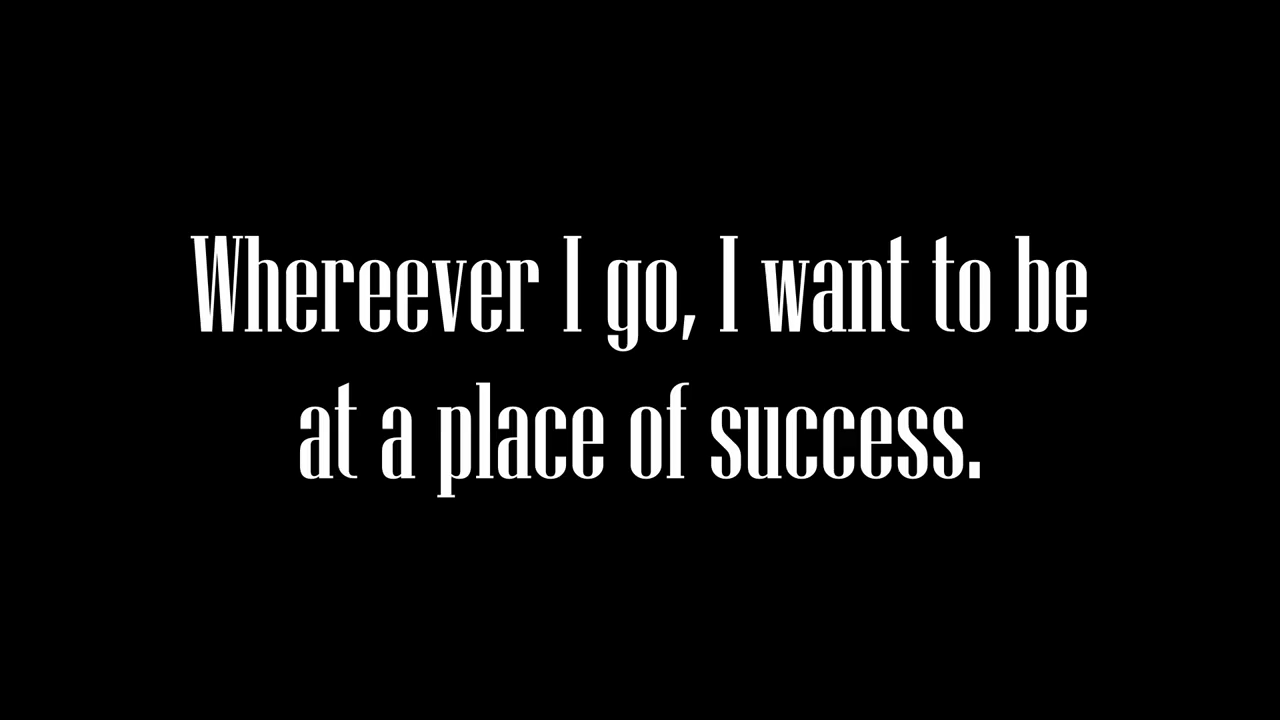 Whereever I go, I want to be
at a place of success.